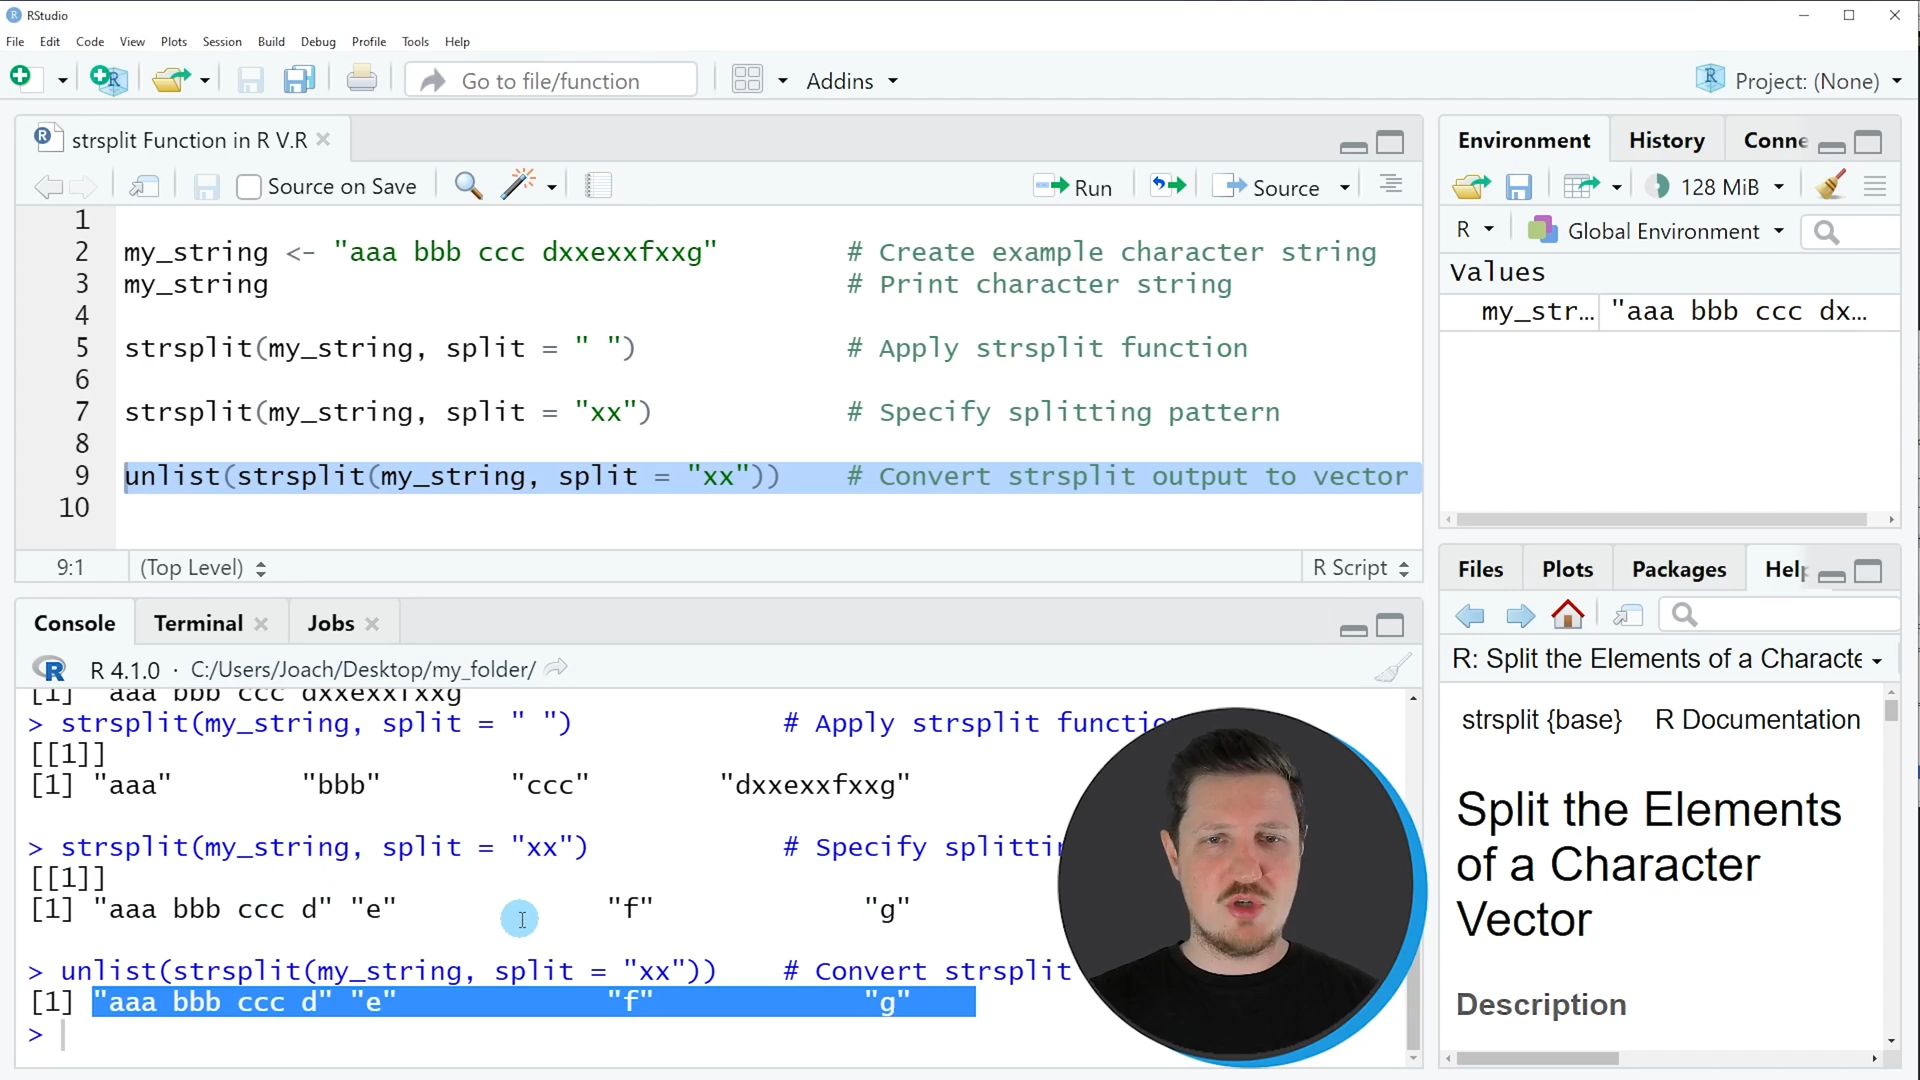 RStudio
File Edit Code View Plots Session Build Debug Profile Tools Help
Go to file/function Addins Project: (None)
strsplit Function in R V.R
Source on Save Run Source
1
2 my_string <- "aaa bbb ccc dxxexxfxxg" # Create example character string
3 my_string # Print character string
4
5 strsplit(my_string, split = " ") # Apply strsplit function
6
7 strsplit(my_string, split = "xx") # Specify splitting pattern
8
9 unlist(strsplit(my_string, split = "xx")) # Convert strsplit output to vector
10
9:1 (Top Level) R Script
Console Terminal Jobs
R 4.1.0 · C:/Users/Joach/Desktop/my_folder/
[1] "aaa bbb ccc dxxexxfxxg"
> strsplit(my_string, split = " ") # Apply strsplit functio
[[1]]
[1] "aaa" "bbb" "ccc" "dxxexxfxxg"
> strsplit(my_string, split = "xx") # Specify splitti
[[1]]
[1] "aaa bbb ccc d" "e" "f" "g"
> unlist(strsplit(my_string, split = "xx")) # Convert strsplit
[1] "aaa bbb ccc d" "e" "f" "g"
>
Environment History Conne
128 MiB
R Global Environment
Values
my_str… "aaa bbb ccc dx…
Files Plots Packages Help
R: Split the Elements of a Characte
strsplit {base} R Documentation
Split the Elements
of a Character
Vector
Description